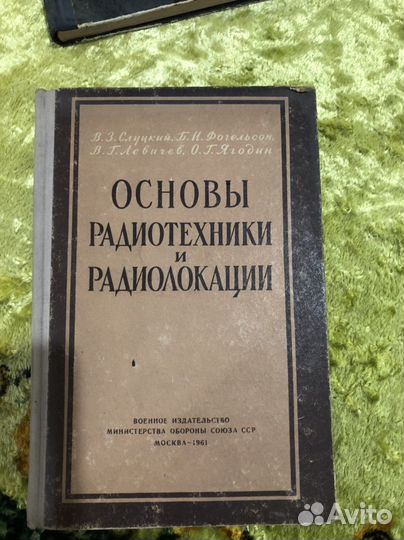 В. З. Слуцкий, Б. И. Фогельсон,
В. Г. Левичев, О. Г. Ягодин
ОСНОВЫ
РАДИОТЕХНИКИ
И
РАДИОЛОКАЦИИ
ВОЕННОЕ ИЗДАТЕЛЬСТВО
МИНИСТЕРСТВА ОБОРОНЫ СОЮЗА ССР
МОСКВА—1961
Avito